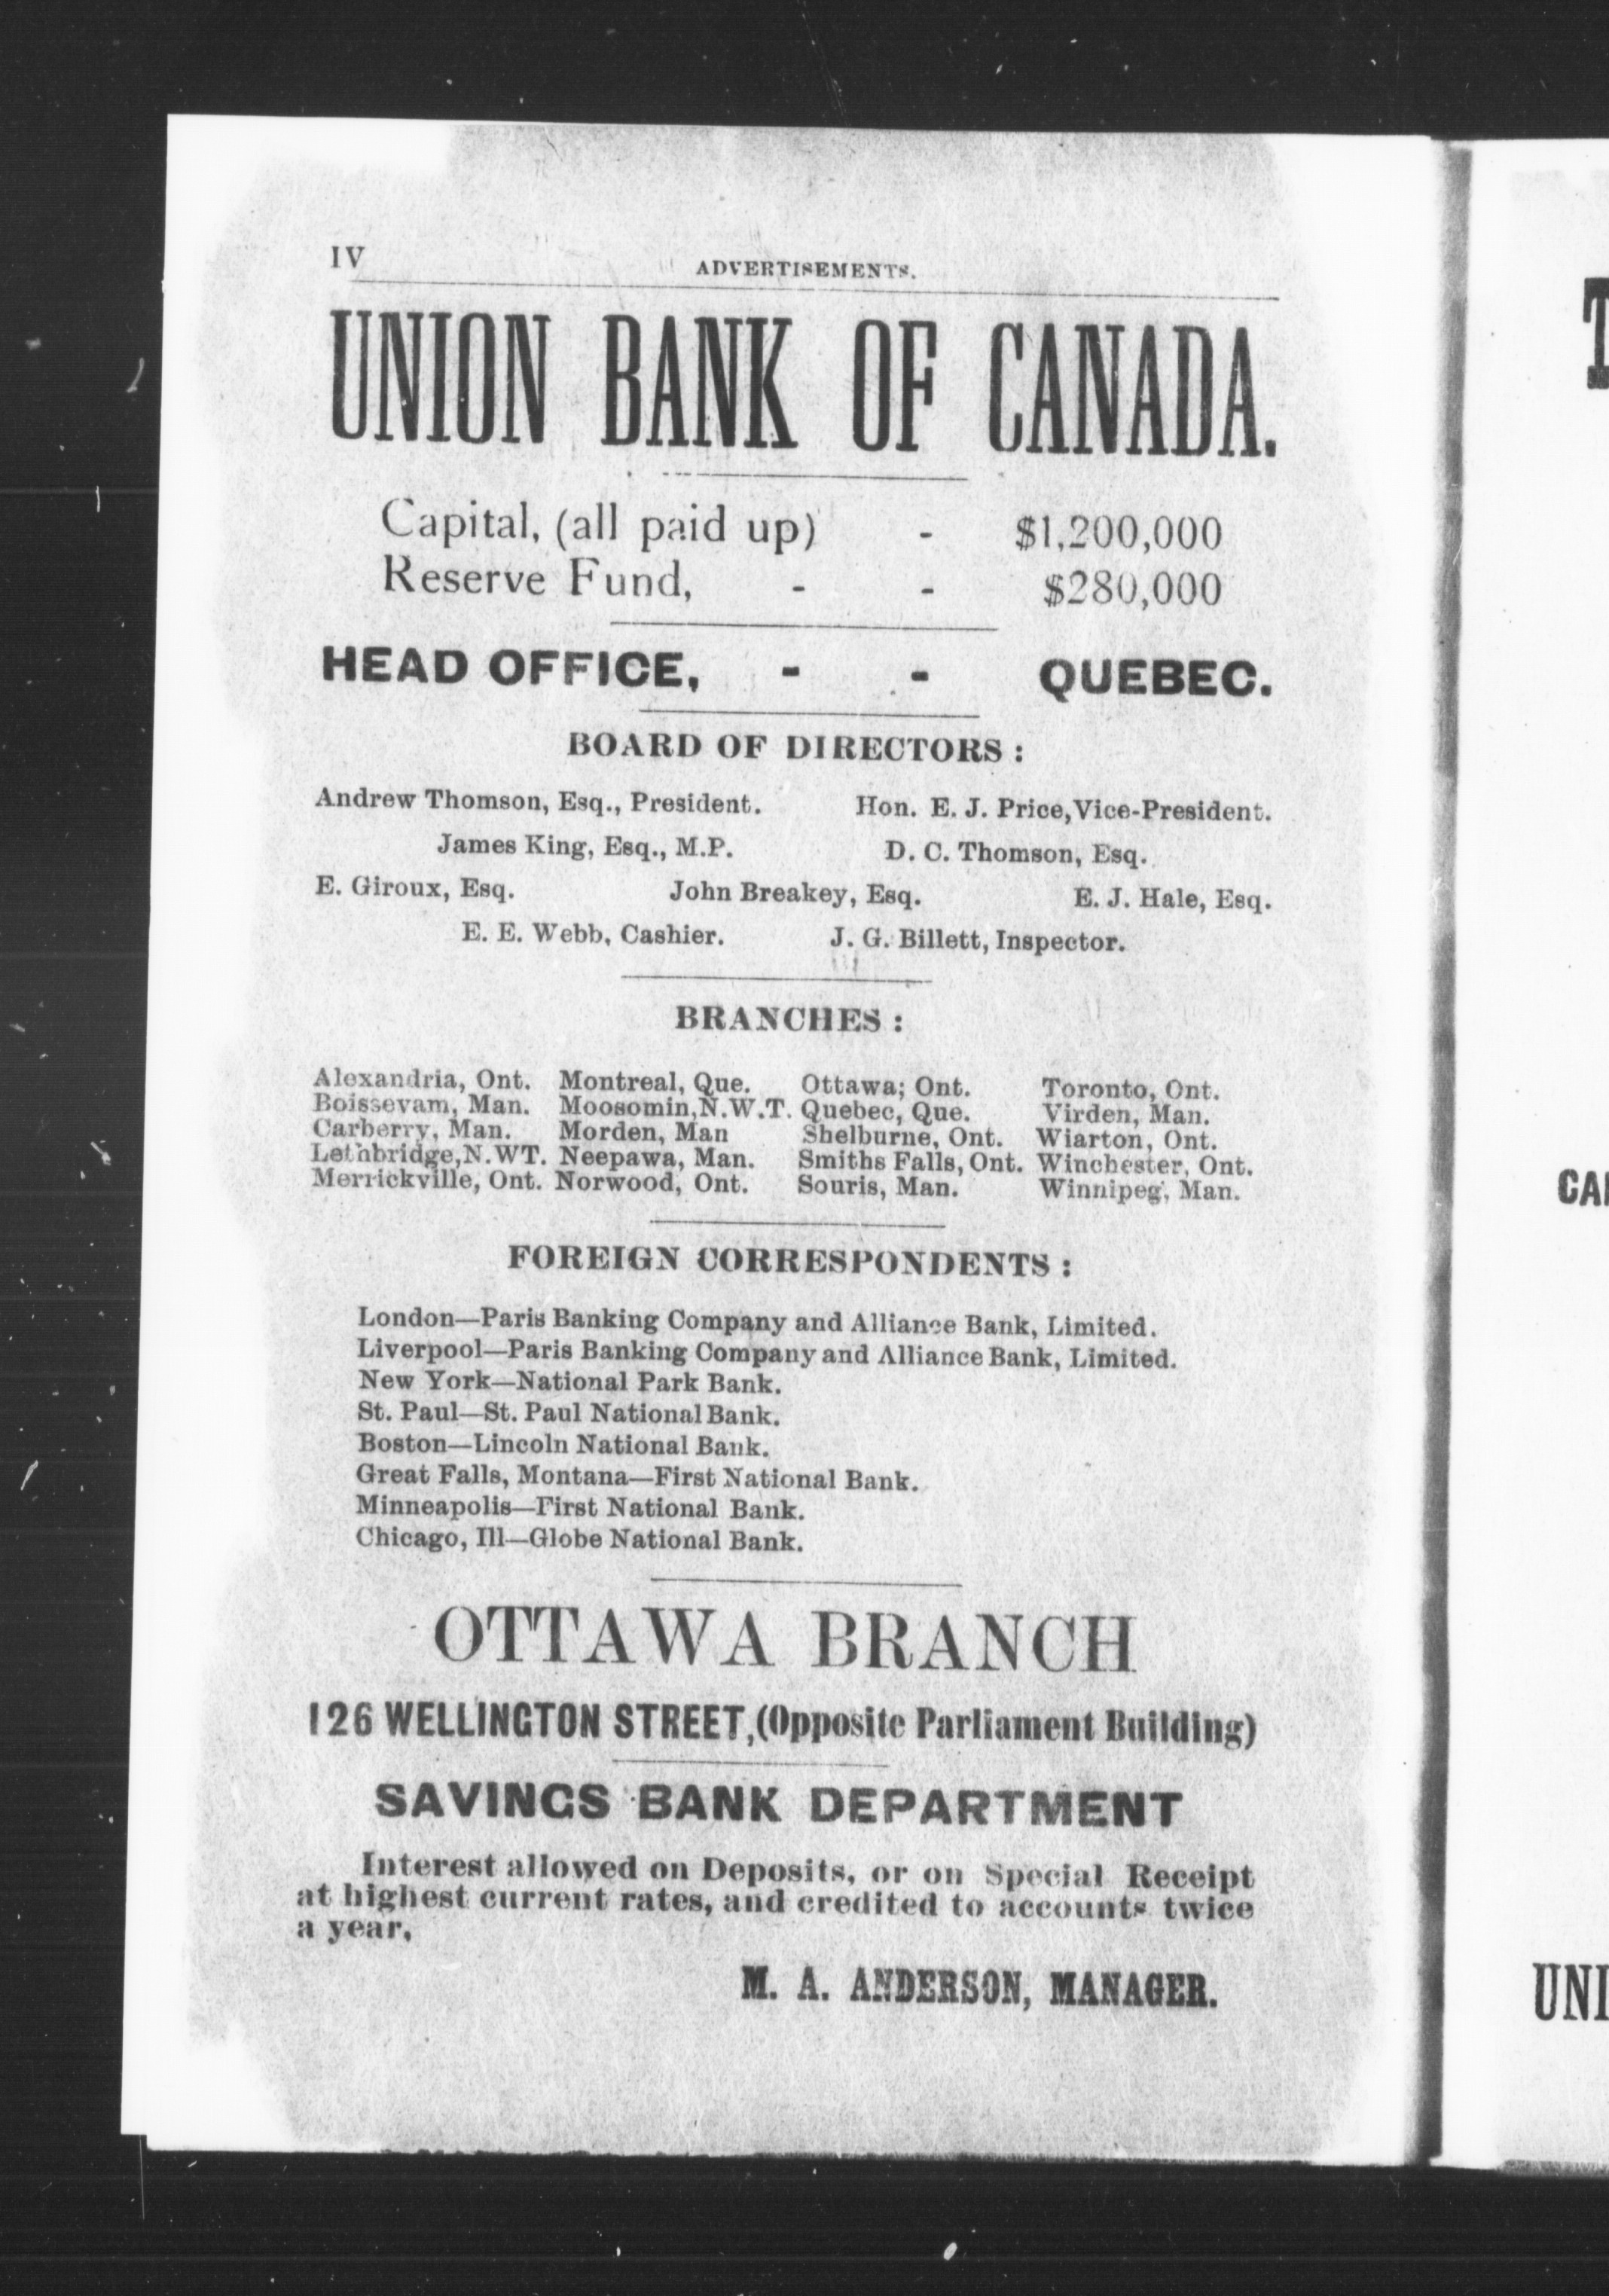 IV
ADVERTISEMENTS.
UNION BANK OF CANADA.
Capital, (all paid up) - $1,200,000
Reserve Fund, - - $280,000
HEAD OFFICE, - - QUEBEC.
BOARD OF DIRECTORS :
Andrew Thomson, Esq., President. Hon. E. J. Price, Vice-President.
James King, Esq., M.P. D. C. Thomson, Esq.
E. Giroux, Esq. John Breakey, Esq. E. J. Hale, Esq.
E. E. Webb, Cashier. J. G. Billett, Inspector.
BRANCHES :
Alexandria, Ont. Montreal, Que. Ottawa; Ont. Toronto, Ont.
Boissevam, Man. Moosomin, N.W.T. Quebec, Que. Virden, Man.
Carberry, Man. Morden, Man Shelburne, Ont. Wiarton, Ont.
Lethbridge, N.WT. Neepawa, Man. Smiths Falls, Ont. Winchester, Ont.
Merrickville, Ont. Norwood, Ont. Souris, Man. Winnipeg, Man.
FOREIGN CORRESPONDENTS :
London—Paris Banking Company and Alliance Bank, Limited.
Liverpool—Paris Banking Company and Alliance Bank, Limited.
New York—National Park Bank.
St. Paul—St. Paul National Bank.
Boston—Lincoln National Bank.
Great Falls, Montana—First National Bank.
Minneapolis—First National Bank.
Chicago, Ill—Globe National Bank.
OTTAWA BRANCH
126 WELLINGTON STREET, (Opposite Parliament Building)
SAVINGS BANK DEPARTMENT
Interest allowed on Deposits, or on Special Receipt
at highest current rates, and credited to accounts twice
a year,
M. A. ANDERSON, MANAGER.
T
CA
UNI